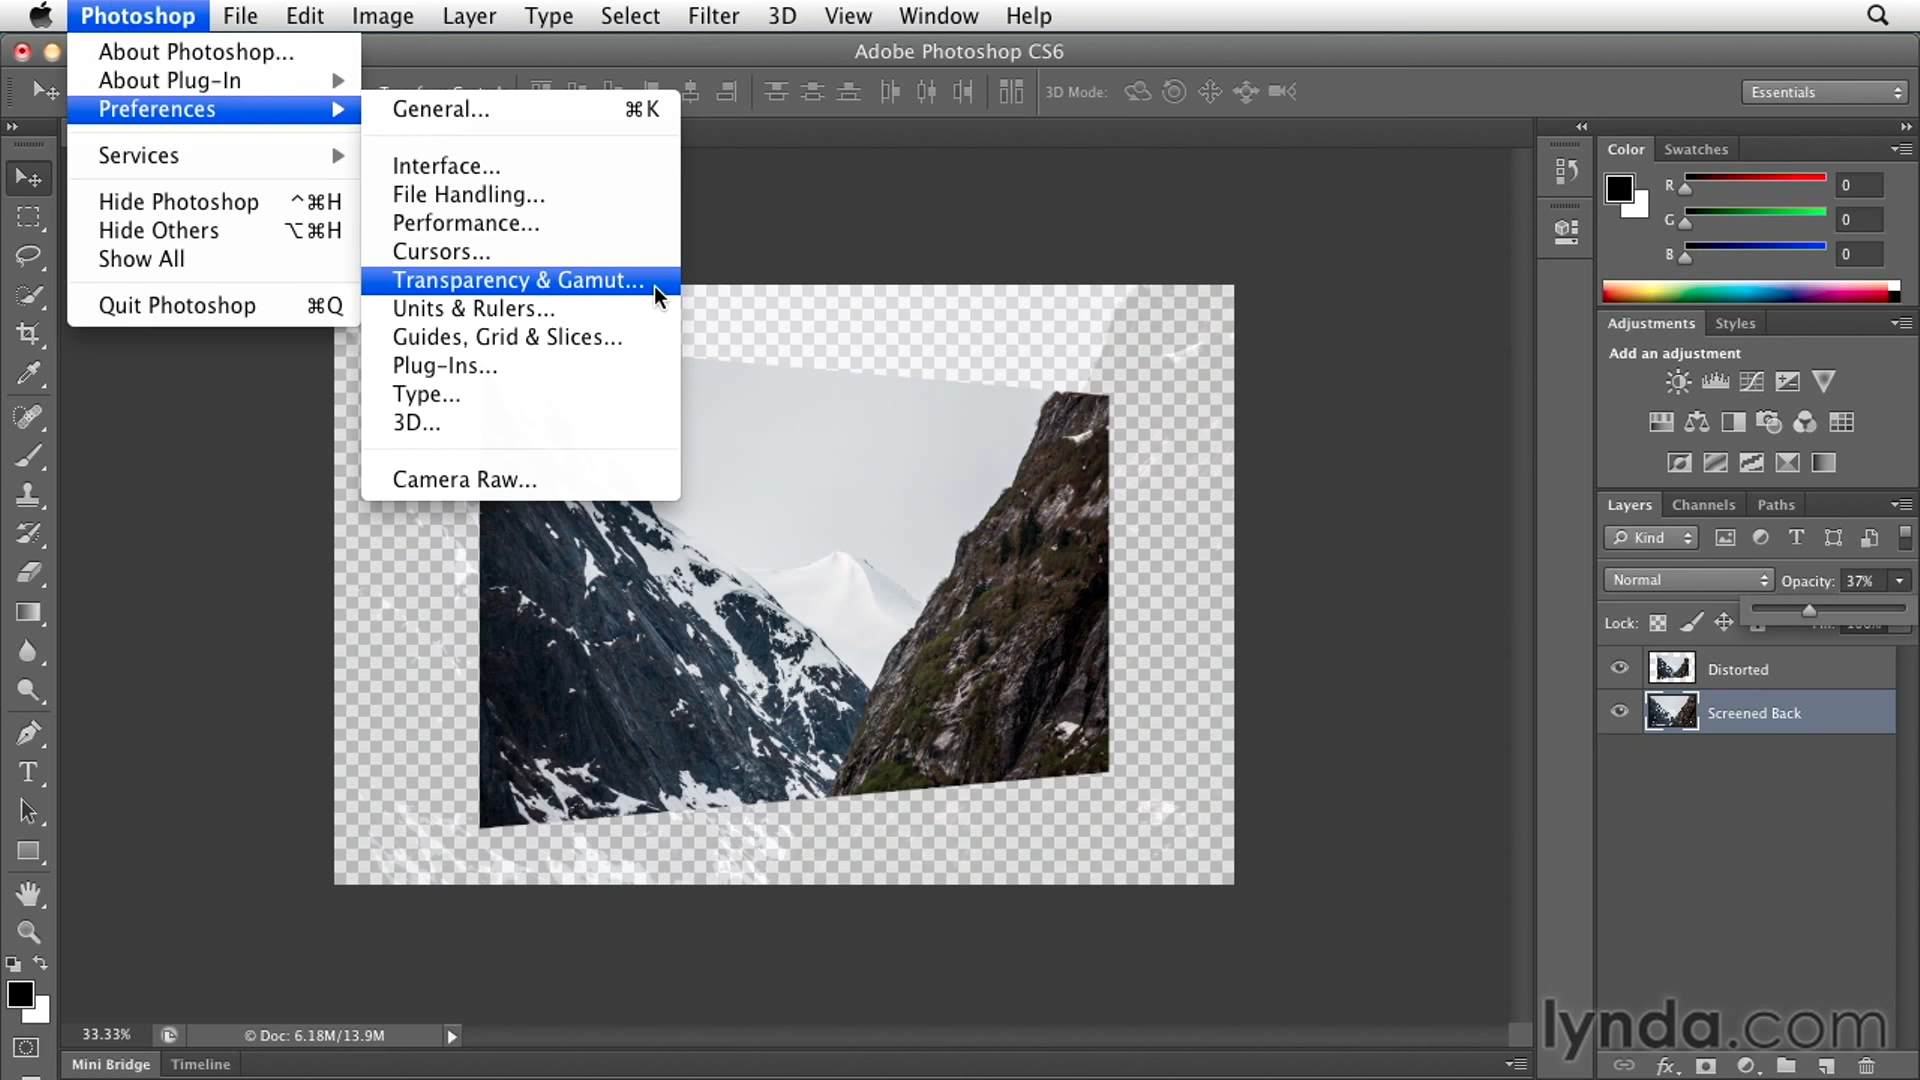 Photoshop File Edit Image Layer Type Select Filter 3D View Window Help
Adobe Photoshop CS6
About Photoshop...
About Plug-In
Preferences
Services
Hide Photoshop ^⌘H
Hide Others ⌥⌘H
Show All
Quit Photoshop ⌘Q
General... ⌘K
Interface...
File Handling...
Performance...
Cursors...
Transparency & Gamut...
Units & Rulers...
Guides, Grid & Slices...
Plug-Ins...
Type...
3D...
Camera Raw...
3D Mode:
Essentials
Color Swatches
R 0
G 0
B 0
Adjustments Styles
Add an adjustment
Layers Channels Paths
Kind
Normal Opacity: 37%
Lock:
Distorted
Screened Back
33.33% © Doc: 6.18M/13.9M
Mini Bridge Timeline
lynda.com